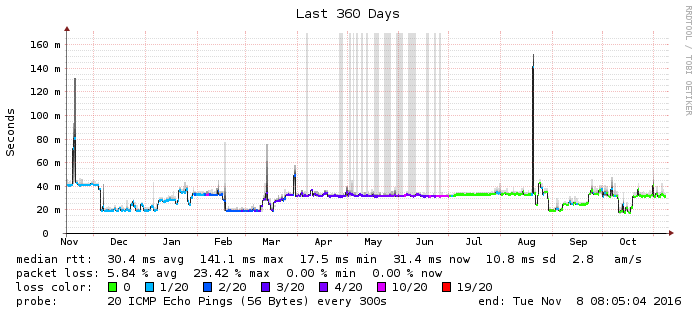 Last 360 Days
RRDTOOL / TOBI OETIKER
Seconds
160 m
140 m
120 m
100 m
80 m
60 m
40 m
20 m
0
Nov Dec Jan Feb Mar Apr May Jun Jul Aug Sep Oct
median rtt: 30.4 ms avg 141.1 ms max 17.5 ms min 31.4 ms now 10.8 ms sd 2.8 am/s
packet loss: 5.84 % avg 23.42 % max 0.00 % min 0.00 % now
loss color: 0 1/20 2/20 3/20 4/20 10/20 19/20
probe: 20 ICMP Echo Pings (56 Bytes) every 300s end: Tue Nov 8 08:05:04 2016